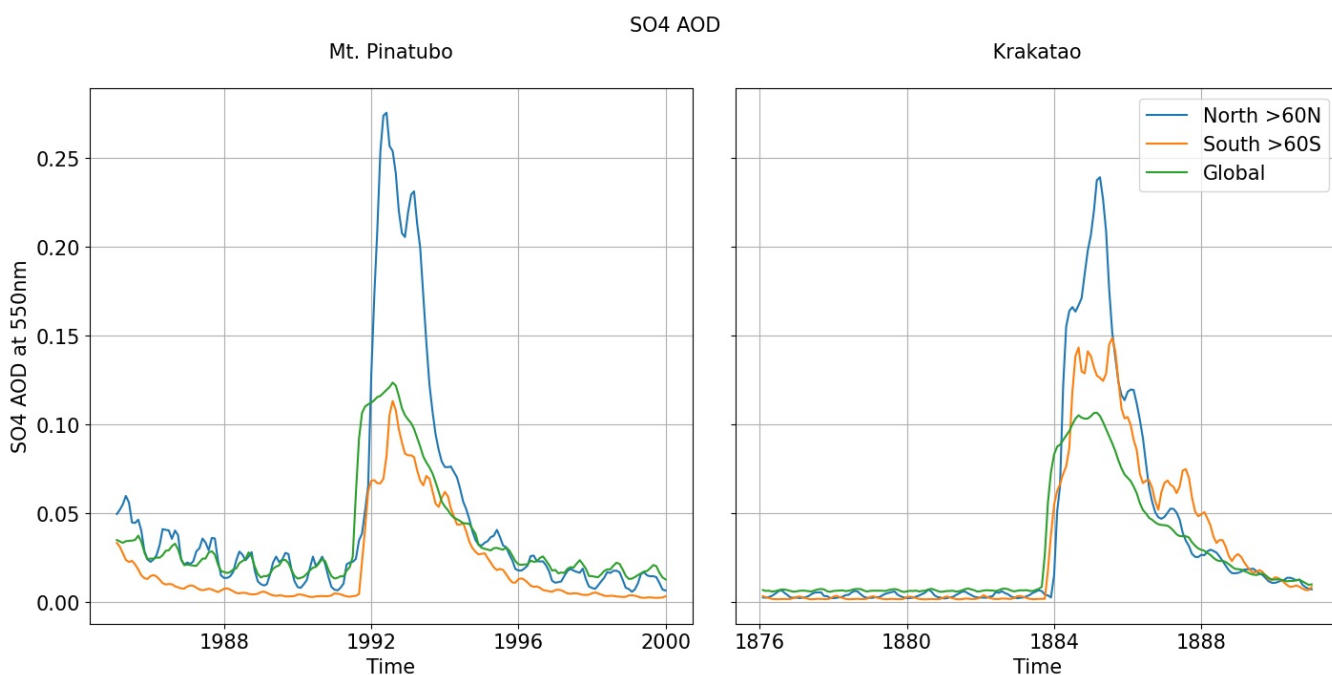 SO4 AOD
Mt. Pinatubo
Krakatao
SO4 AOD at 550nm
0.25
0.20
0.15
0.10
0.05
0.00
1988
1992
1996
2000
Time
North >60N
South >60S
Global
1876
1880
1884
1888
Time